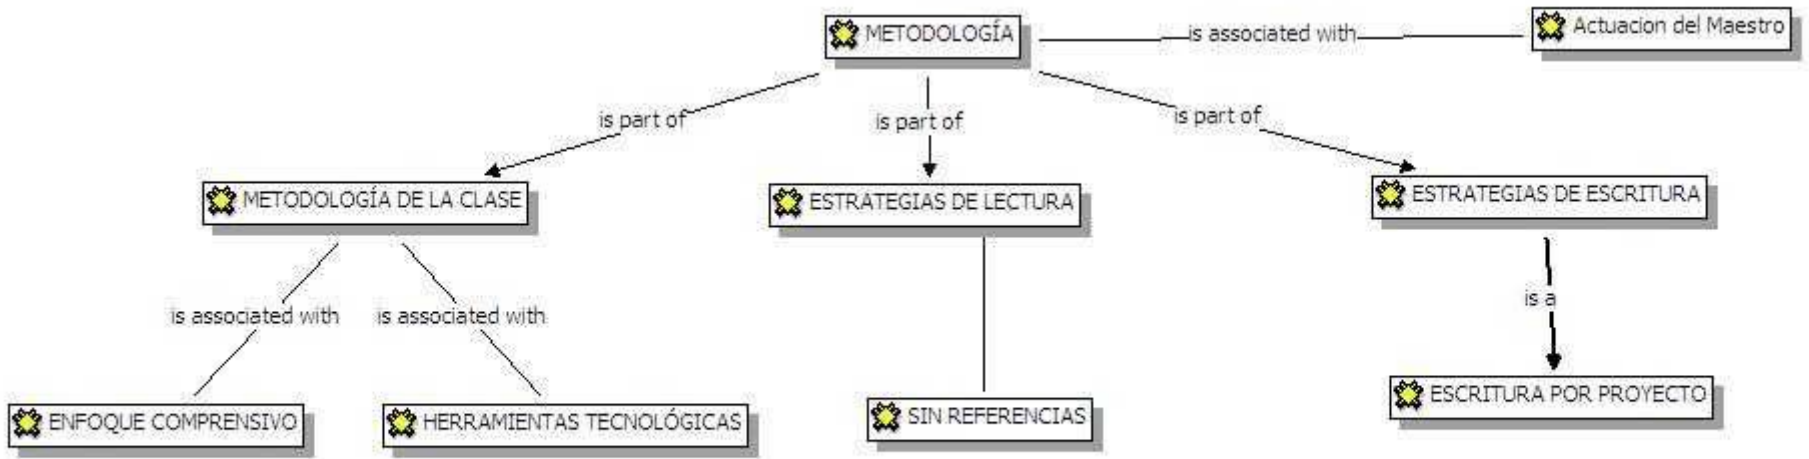 METODOLOGÍA
is associated with
Actuacion del Maestro
is part of
is part of
is part of
METODOLOGÍA DE LA CLASE
ESTRATEGIAS DE LECTURA
ESTRATEGIAS DE ESCRITURA
is associated with
is associated with
is a
ENFOQUE COMPRENSIVO
HERRAMIENTAS TECNOLÓGICAS
SIN REFERENCIAS
ESCRITURA POR PROYECTO